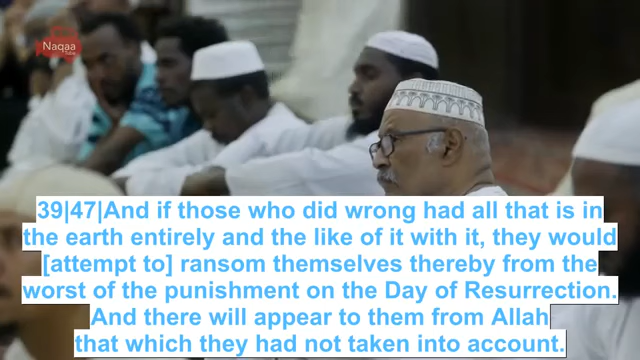 Naqaa
39|47|And if those who did wrong had all that is in
the earth entirely and the like of it with it, they would
[attempt to] ransom themselves thereby from the
worst of the punishment on the Day of Resurrection.
And there will appear to them from Allah
that which they had not taken into account.